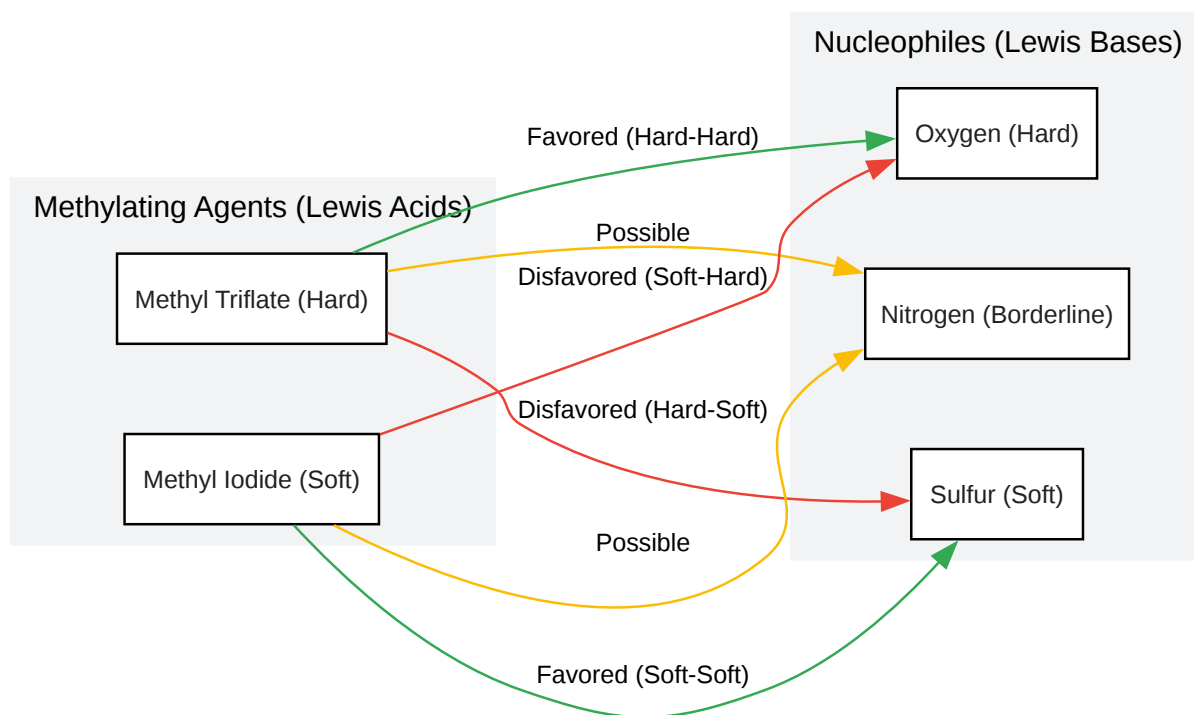 Nucleophiles (Lewis Bases)
Oxygen (Hard)
Favored (Hard-Hard)
Methylating Agents (Lewis Acids)
Possible
Disfavored (Soft-Hard)
Methyl Triflate (Hard)
Nitrogen (Borderline)
Disfavored (Hard-Soft)
Methyl Iodide (Soft)
Sulfur (Soft)
Possible
Favored (Soft-Soft)